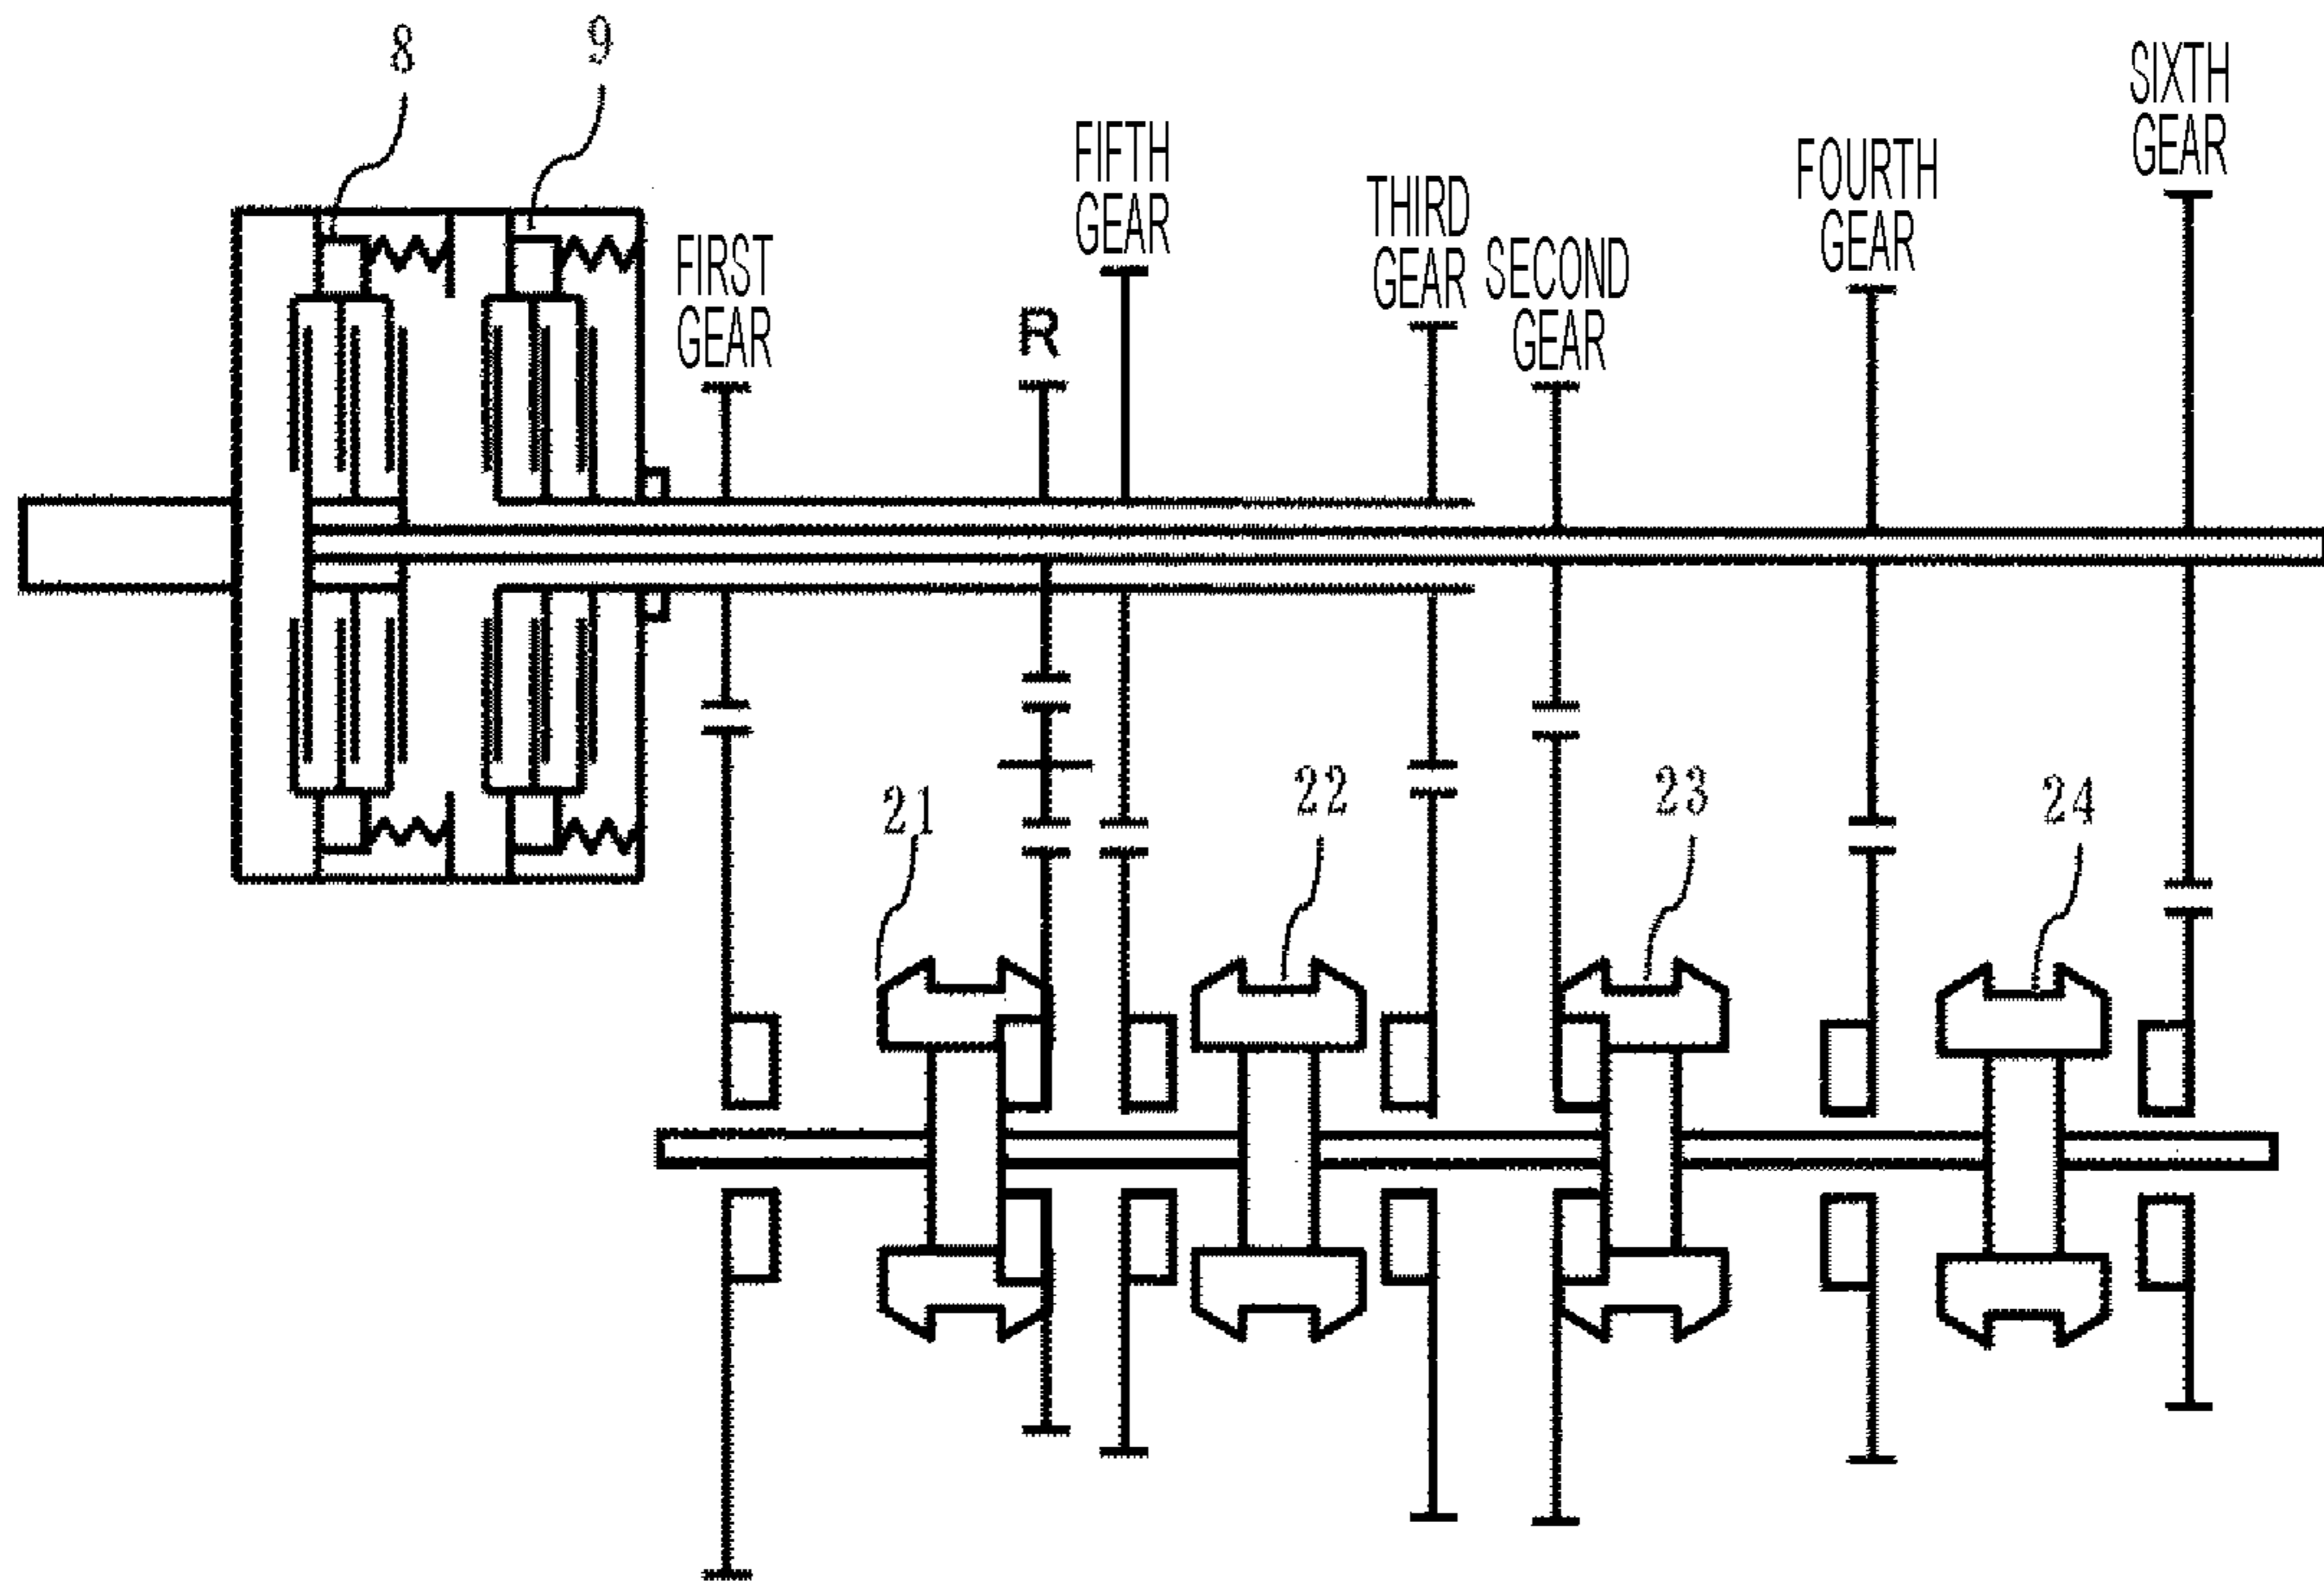 8
9
SIXTH
GEAR
FIFTH
GEAR
FOURTH
GEAR
THIRD
GEAR
FIRST
GEAR
SECOND
GEAR
R
21
22
23
24